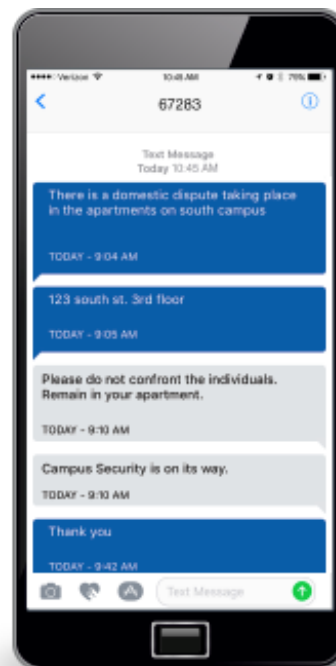 Verizon 10:45 AM 76%
67283
Text Message
Today 10:45 AM
There is a domestic dispute taking place
in the apartments on south campus
TODAY - 9:04 AM
123 south st. 3rd floor
TODAY - 9:05 AM
Please do not confront the individuals.
Remain in your apartment.
TODAY - 9:10 AM
Campus Security is on its way.
TODAY - 9:10 AM
Thank you
TODAY - 9:42 AM
Text Message